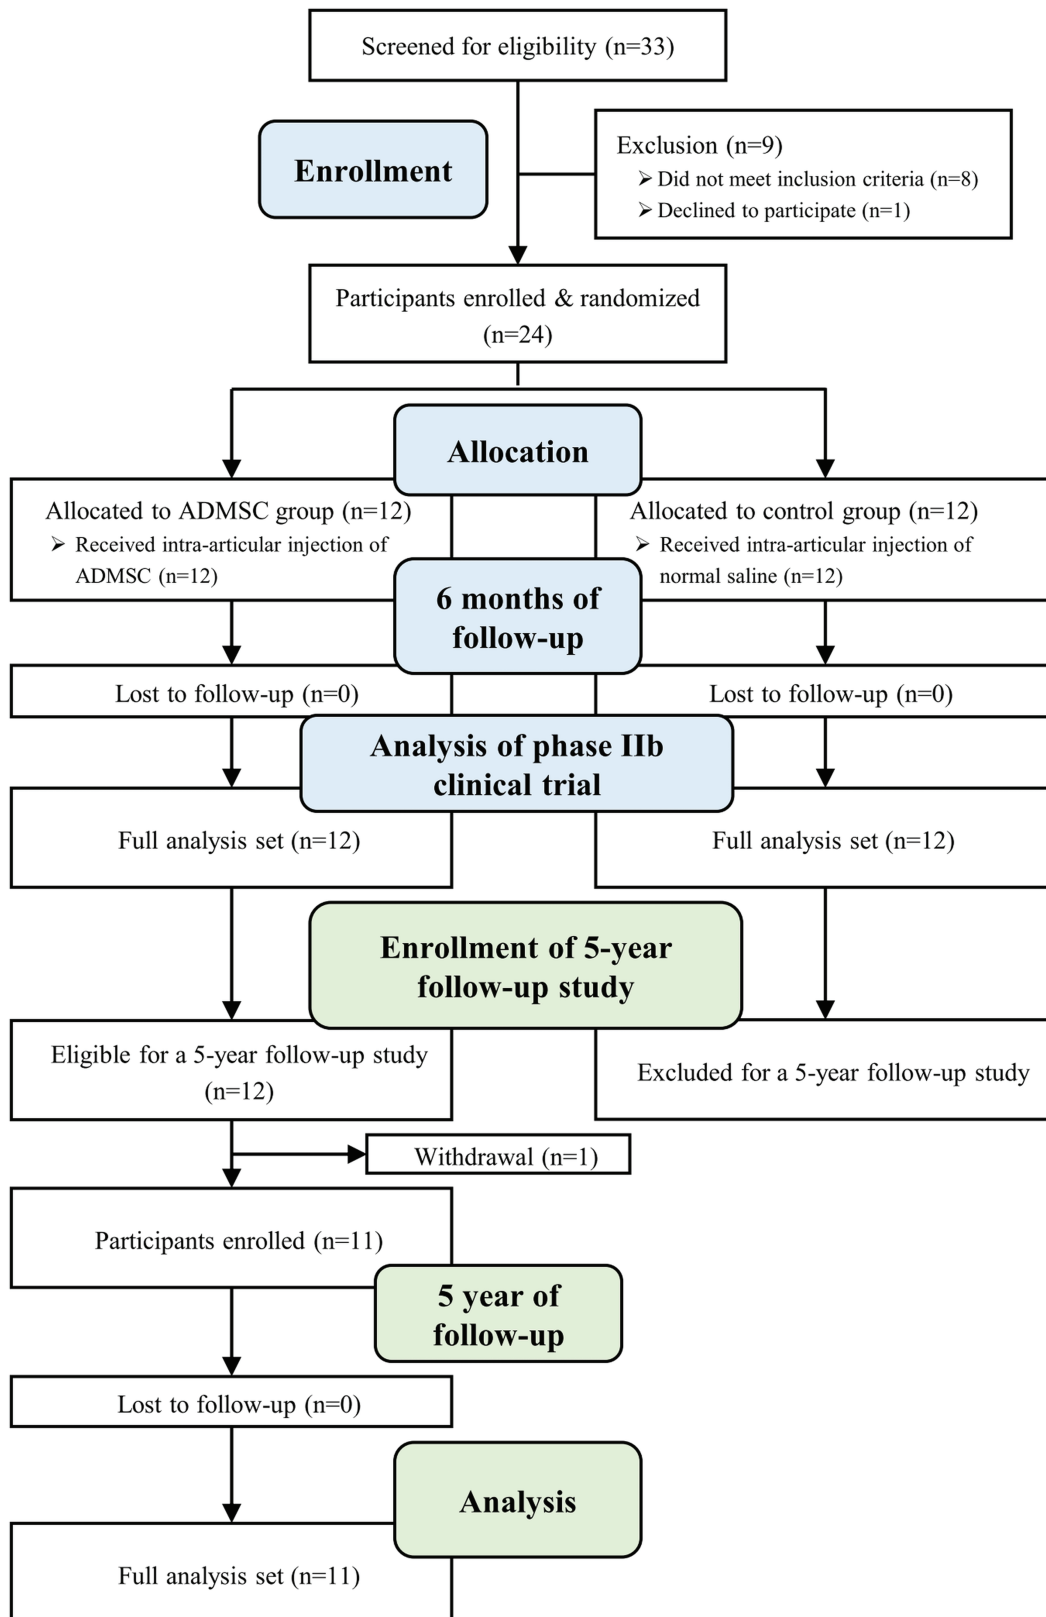 Screened for eligibility (n=33)
Enrollment
Exclusion (n=9)
➢ Did not meet inclusion criteria (n=8)
➢ Declined to participate (n=1)
Participants enrolled & randomized
(n=24)
Allocation
Allocated to ADMSC group (n=12)
➢ Received intra-articular injection of
ADMSC (n=12)
Allocated to control group (n=12)
➢ Received intra-articular injection of
normal saline (n=12)
6 months of
follow-up
Lost to follow-up (n=0)
Lost to follow-up (n=0)
Analysis of phase IIb
clinical trial
Full analysis set (n=12)
Full analysis set (n=12)
Enrollment of 5-year
follow-up study
Eligible for a 5-year follow-up study
(n=12)
Excluded for a 5-year follow-up study
Withdrawal (n=1)
Participants enrolled (n=11)
5 year of
follow-up
Lost to follow-up (n=0)
Analysis
Full analysis set (n=11)